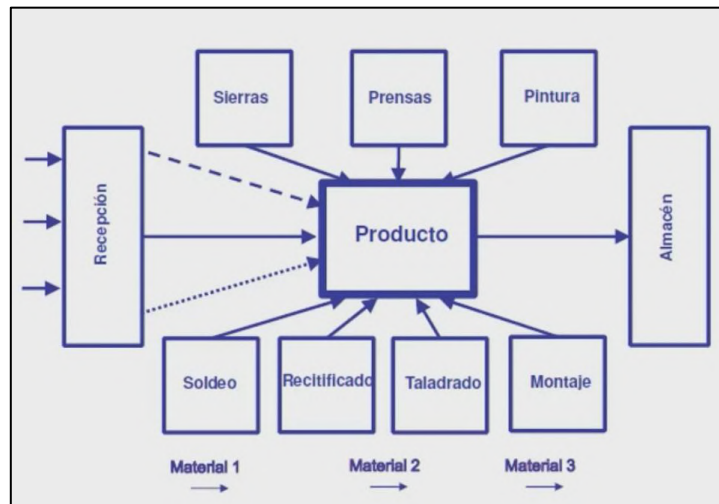 Sierras
Prensas
Pintura
Recepción
Producto
Almacén
Soldeo
Recitificado
Taladrado
Montaje
Material 1
Material 2
Material 3